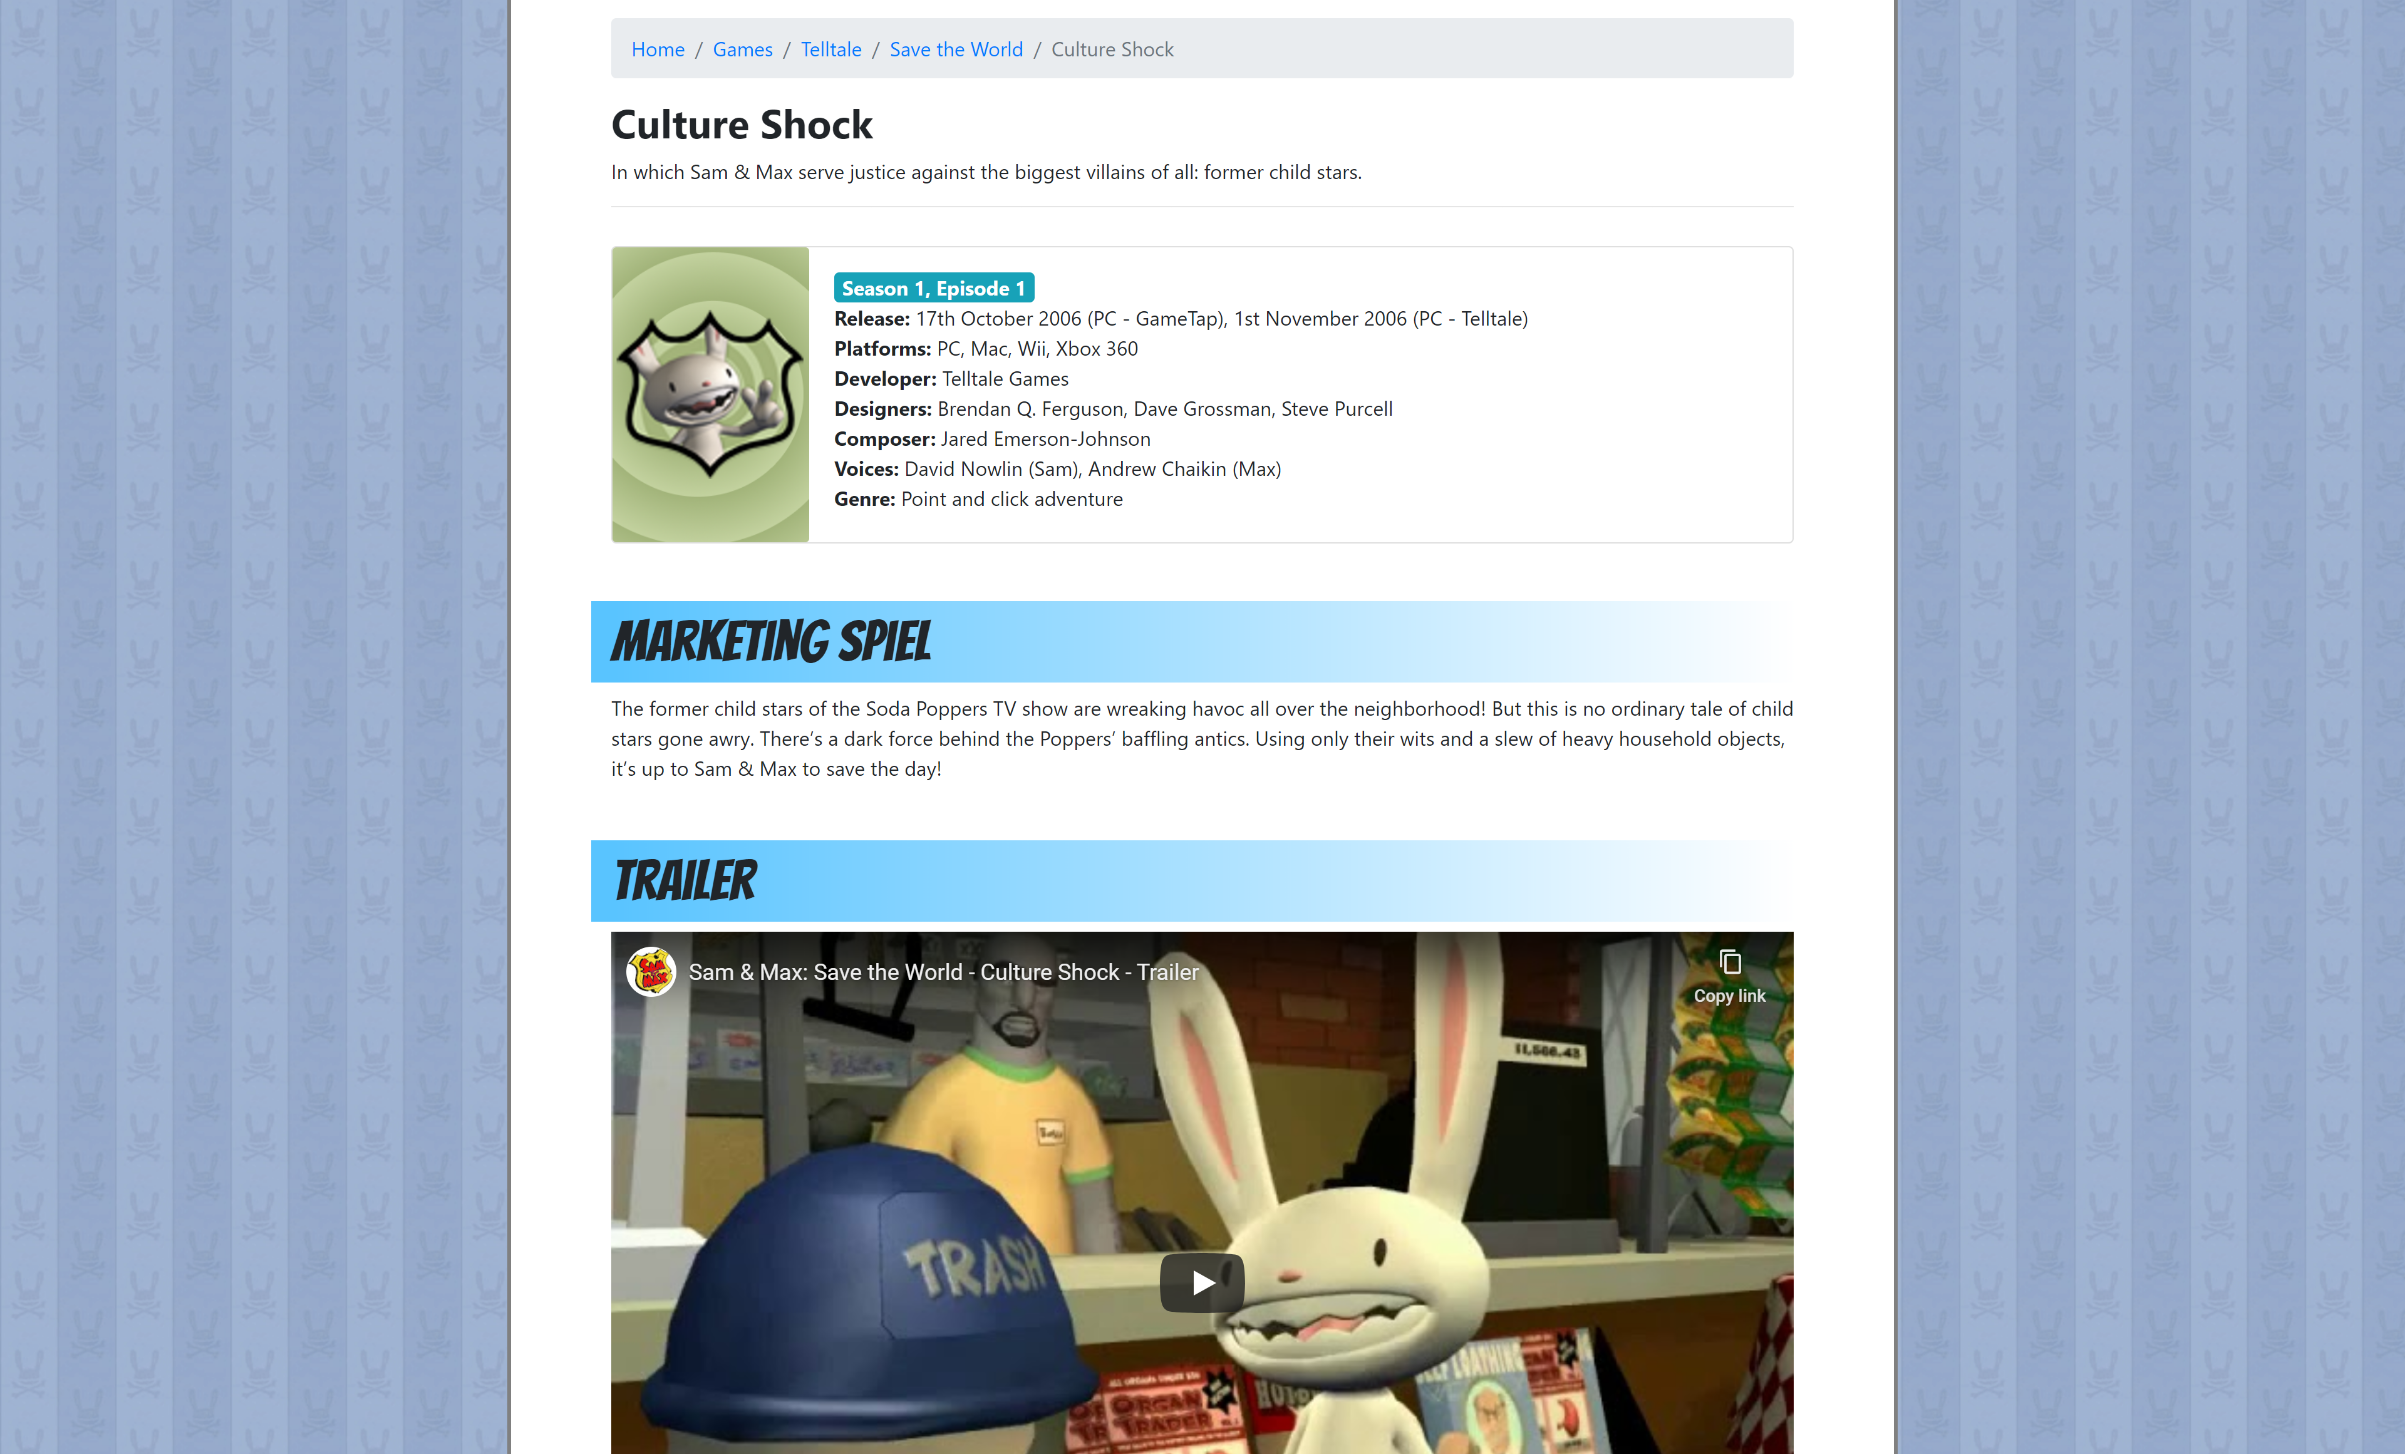 Home / Games / Telltale / Save the World / Culture Shock
Culture Shock
In which Sam & Max serve justice against the biggest villains of all: former child stars.
Season 1, Episode 1
Release: 17th October 2006 (PC - GameTap), 1st November 2006 (PC - Telltale)
Platforms: PC, Mac, Wii, Xbox 360
Developer: Telltale Games
Designers: Brendan Q. Ferguson, Dave Grossman, Steve Purcell
Composer: Jared Emerson-Johnson
Voices: David Nowlin (Sam), Andrew Chaikin (Max)
Genre: Point and click adventure
MARKETING SPIEL
The former child stars of the Soda Poppers TV show are wreaking havoc all over the neighborhood! But this is no ordinary tale of child
stars gone awry. There’s a dark force behind the Poppers’ baffling antics. Using only their wits and a slew of heavy household objects,
it’s up to Sam & Max to save the day!
TRAILER
SAM
MAX
Sam & Max: Save the World - Culture Shock - Trailer
Copy link
TRASH
ORGAN
TRADER